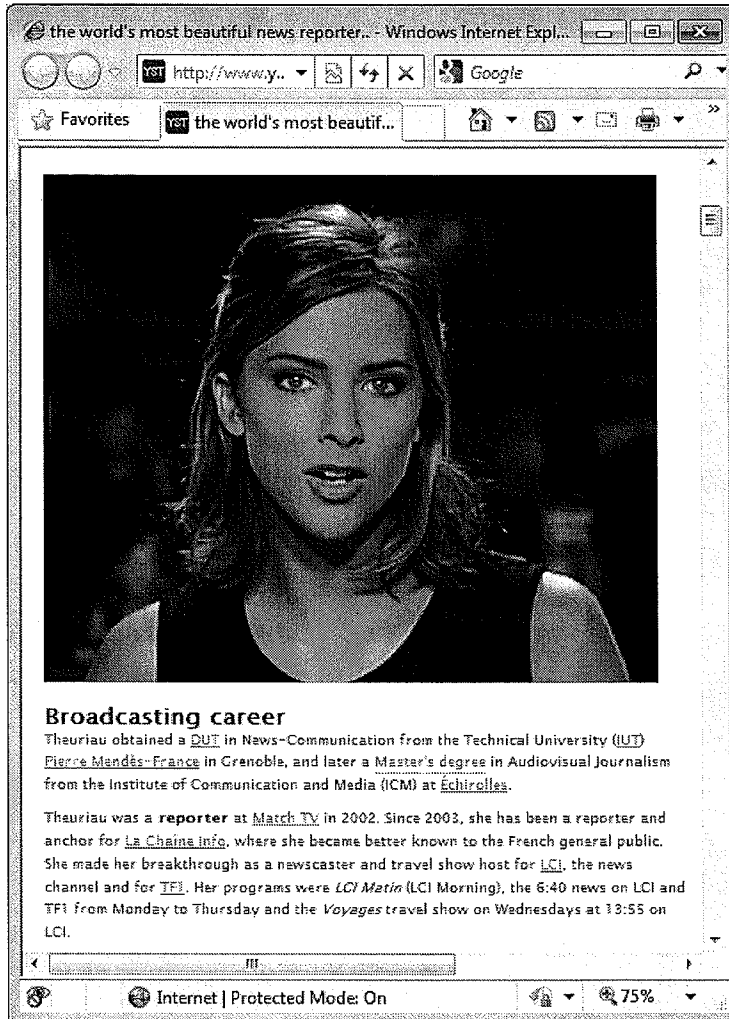 the world's most beautiful news reporter.. - Windows Internet Expl...
YST http://www.y.. Google
Favorites YST the world's most beautif... »
Broadcasting career
Theuriau obtained a DUT in News-Communication from the Technical University (IUT)
Pierre Mendès-France in Grenoble, and later a Master's degree in Audiovisual Journalism
from the Institute of Communication and Media (ICM) at Échirolles.
Theuriau was a reporter at Match TV in 2002. Since 2003, she has been a reporter and
anchor for La Chaîne Info, where she became better known to the French general public.
She made her breakthrough as a newscaster and travel show host for LCI, the news
channel and for TF1. Her programs were LCI Matin (LCI Morning), the 6:40 news on LCI and
TF1 from Monday to Thursday and the Voyages travel show on Wednesdays at 13:55 on
LCI.
Internet | Protected Mode: On 75%